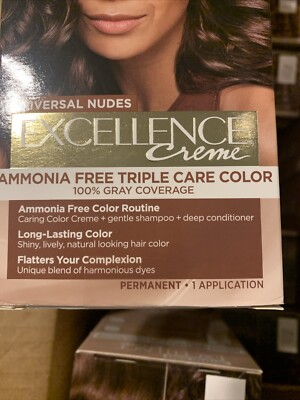 NIVERSAL NUDES
EXCELLENCE
Creme
AMMONIA FREE TRIPLE CARE COLOR
100% GRAY COVERAGE
Ammonia Free Color Routine
Caring Color Creme + gentle shampoo + deep conditioner
Long-Lasting Color
Shiny, lively, natural looking hair color
Flatters Your Complexion
Unique blend of harmonious dyes
PERMANENT • 1 APPLICATION
EXCELLENCE